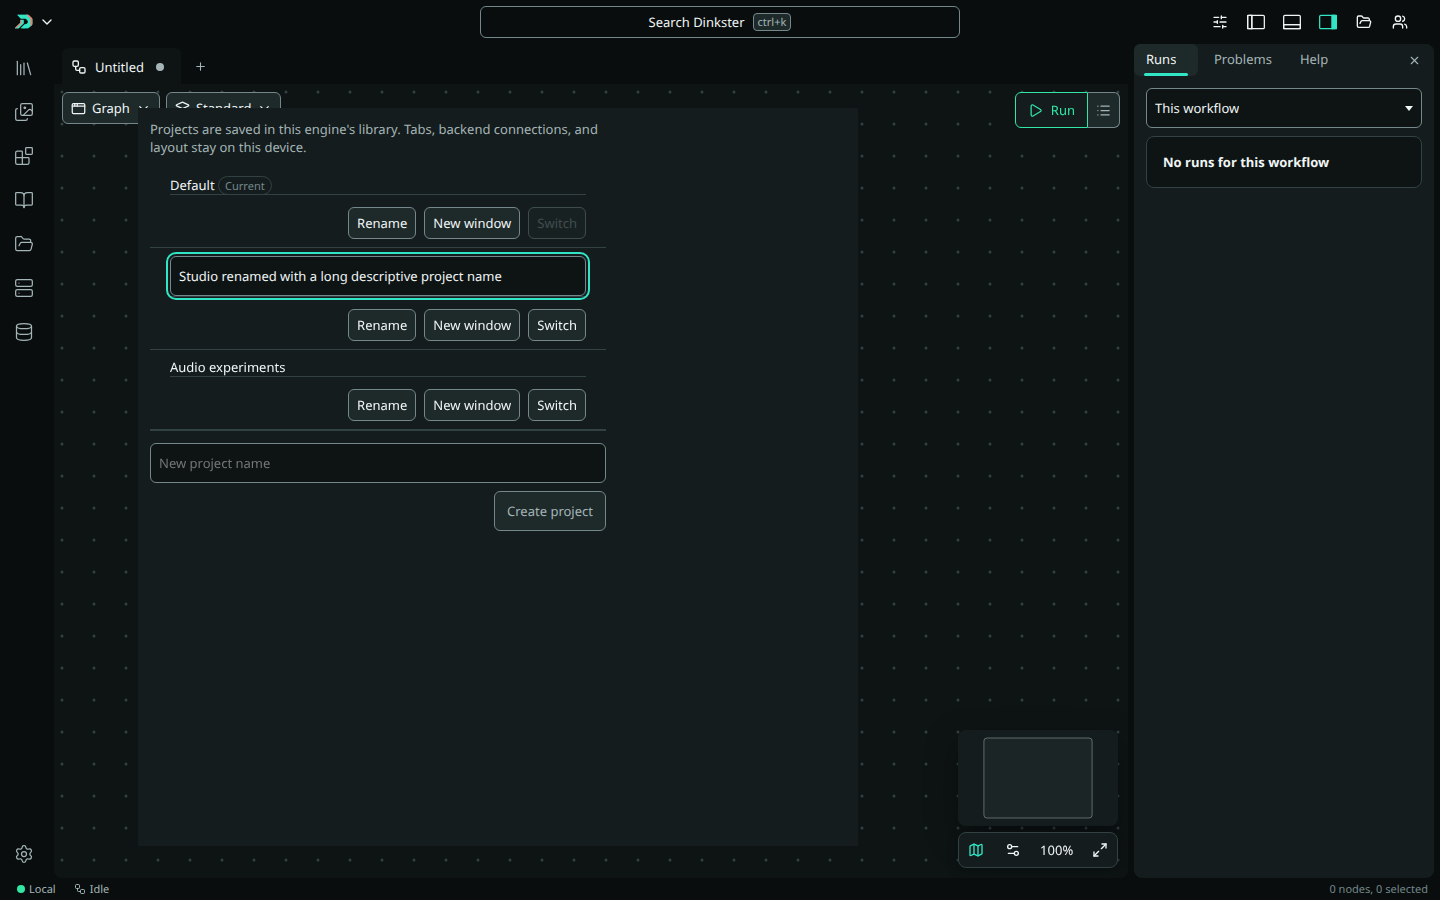 Search Dinkster ctrl+k
Untitled
Runs
Problems
Help
Graph
Standard
Run
This workflow
No runs for this workflow
Projects are saved in this engine's library. Tabs, backend connections, and
layout stay on this device.
Default Current
Rename
New window
Switch
Studio renamed with a long descriptive project name
Rename
New window
Switch
Audio experiments
Rename
New window
Switch
New project name
Create project
100%
Local
Idle
0 nodes, 0 selected